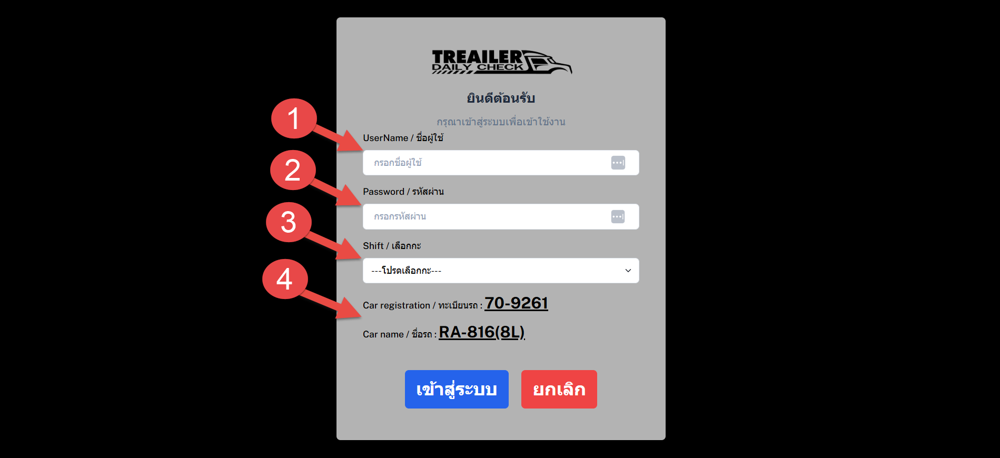 TREAILER
DAILY CHECK
ยินดีต้อนรับ
กรุณาเข้าสู่ระบบเพื่อเข้าใช้งาน
1
UserName / ชื่อผู้ใช้
กรอกชื่อผู้ใช้
2
Password / รหัสผ่าน
กรอกรหัสผ่าน
3
Shift / เลือกกะ
---โปรดเลือกกะ---
4
Car registration / ทะเบียนรถ : 70-9261
Car name / ชื่อรถ : RA-816(8L)
เข้าสู่ระบบ ยกเลิก